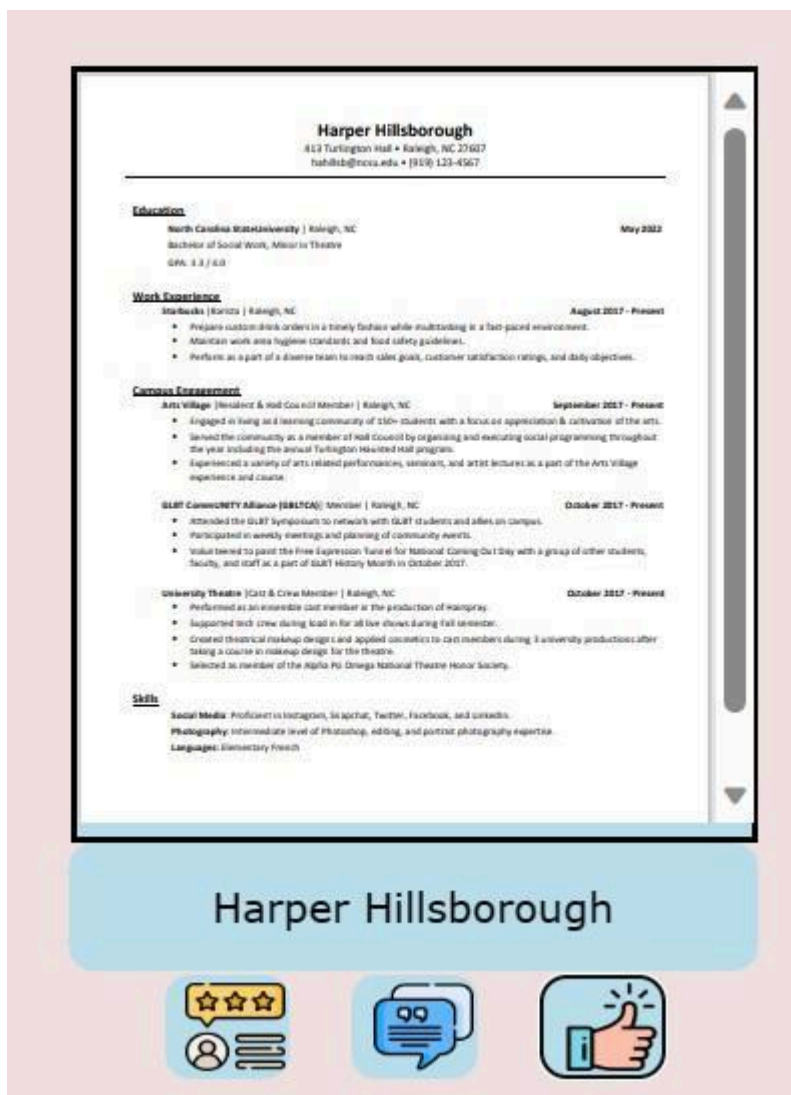 Harper Hillsborough
413 Turlington Hall • Raleigh, NC 27607
hahillsb@ncsu.edu • (919) 123-4567
Education
North Carolina StateUniversity | Raleigh, NC May 2022
Bachelor of Social Work, Minor in Theatre
GPA: 3.3 / 4.0
Work Experience
Starbucks |Barista | Raleigh, NC August 2017 - Present
• Prepare custom drink orders in a timely fashion while multitasking in a fast-paced environment.
• Maintain work area hygiene standards and food safety guidelines.
• Perform as a part of a diverse team to reach sales goals, customer satisfaction ratings, and daily objectives.
Campus Engagement
Arts Village |Resident & Hall Council Member | Raleigh, NC September 2017 - Present
• Engaged in living and learning community of 150+ students with a focus on appreciation & cultivation of the arts.
• Served the community as a member of Hall Council by organizing and executing social programming throughout
the year including the annual Turlington Haunted Hall program.
• Experienced a variety of arts related performances, seminars, and artist lectures as a part of the Arts Village
experience and course.
GLBT CommUNITY Alliance (GBLTCA)| Member | Raleigh, NC October 2017 - Present
• Attended the GLBT Symposium to network with GLBT students and allies on campus.
• Participated in weekly meetings and planning of community events.
• Volunteered to paint the Free Expression Tunnel for National Coming Out Day with a group of other students,
faculty, and staff as a part of GLBT History Month in October 2017.
University Theatre |Cast & Crew Member | Raleigh, NC October 2017 - Present
• Performed as an ensemble cast member in the production of Hairspray.
• Supported tech crew during load in for all live shows during fall semester.
• Created theatrical makeup designs and applied cosmetics to cast members during 3 university productions after
taking a course in makeup design for the theatre.
• Selected as member of the Alpha Psi Omega National Theatre Honor Society.
Skills
Social Media: Proficient in Instagram, Snapchat, Twitter, Facebook, and LinkedIn.
Photography: Intermediate level of Photoshop, editing, and portrait photography expertise.
Languages: Elementary French
Harper Hillsborough